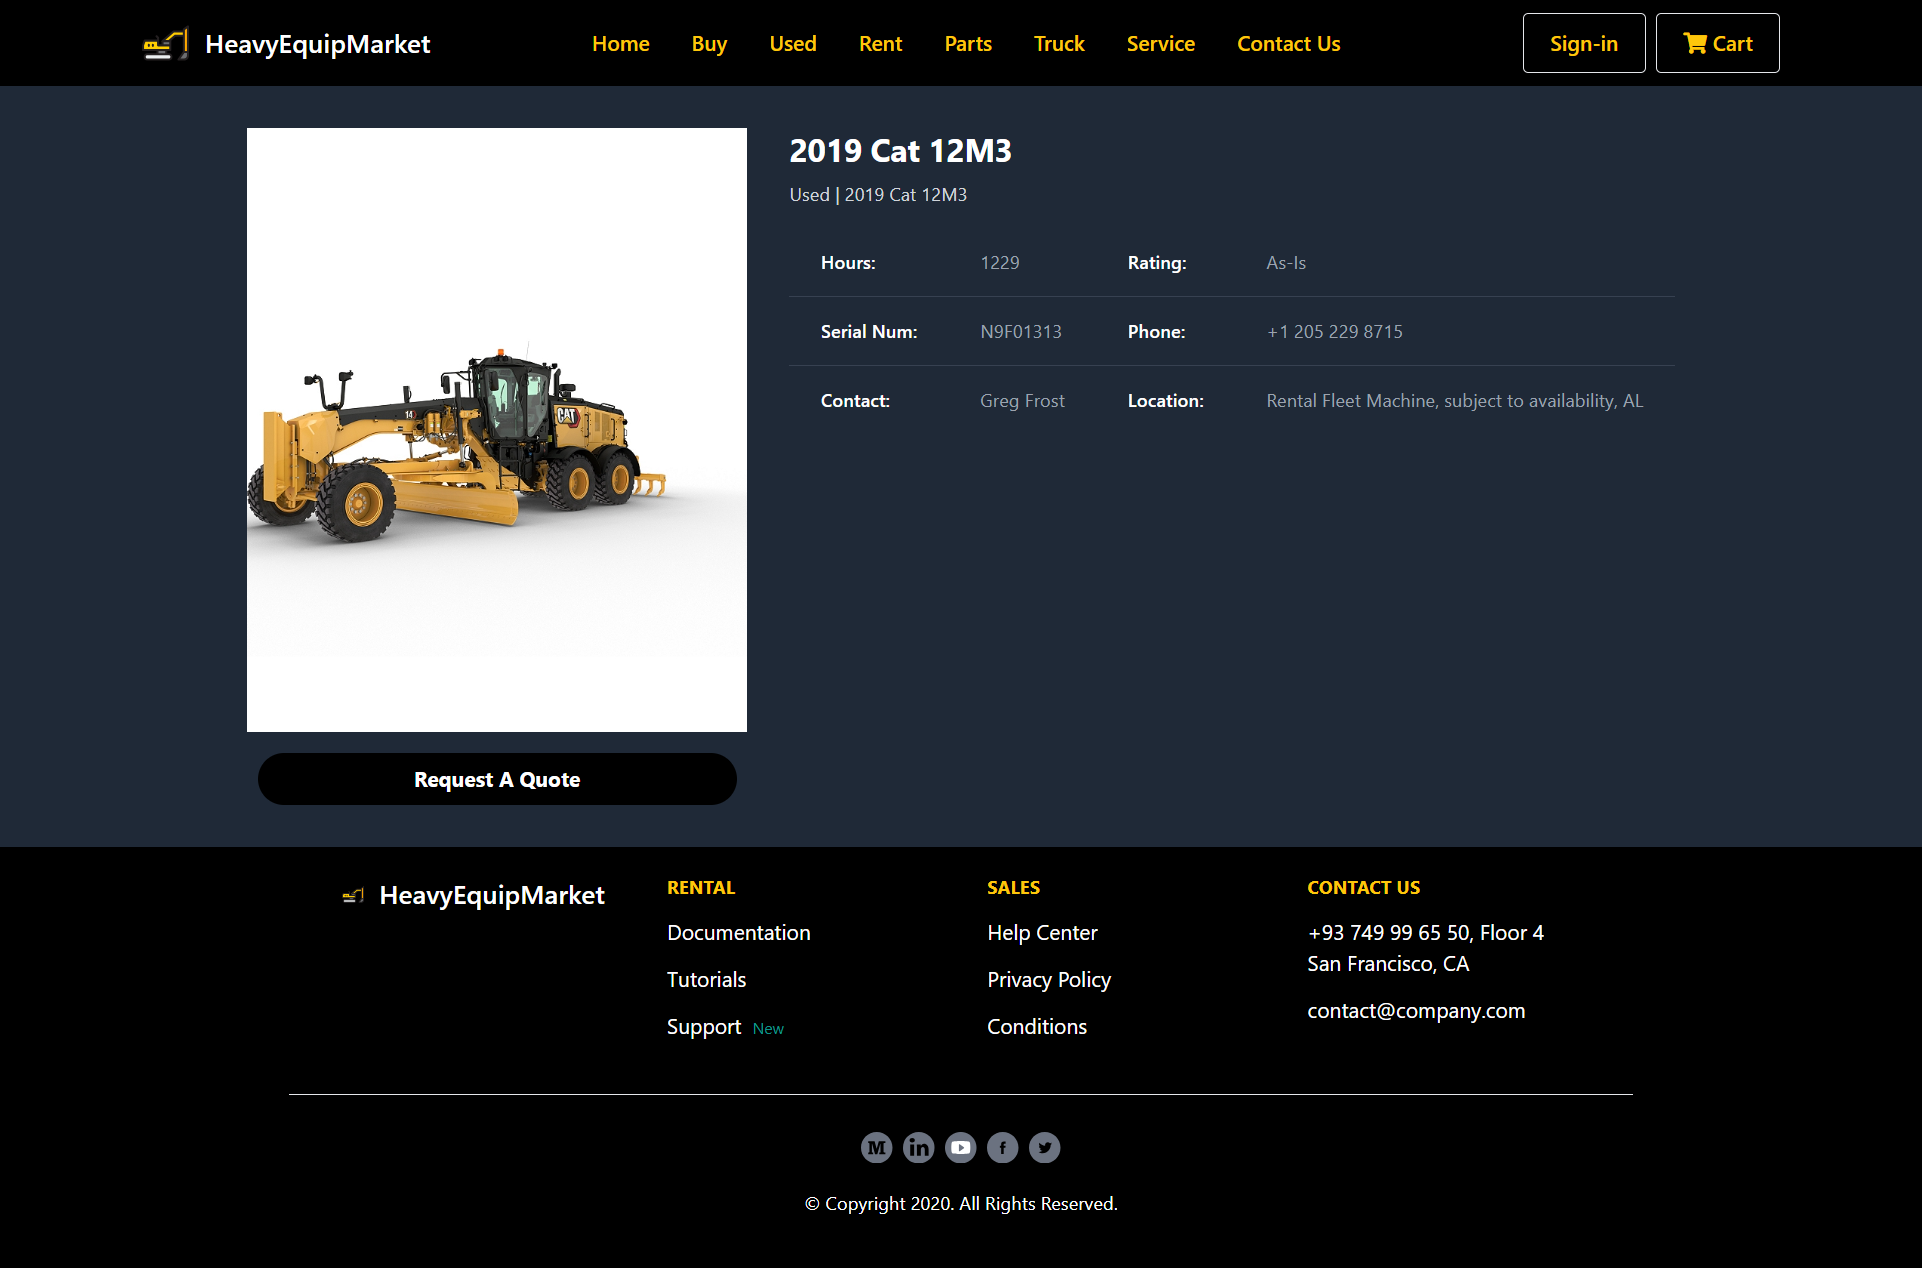 HeavyEquipMarket
Home Buy Used Rent Parts Truck Service Contact Us
Sign-in Cart
2019 Cat 12M3
Used | 2019 Cat 12M3
Hours: 1229 Rating: As-Is
Serial Num: N9F01313 Phone: +1 205 229 8715
Contact: Greg Frost Location: Rental Fleet Machine, subject to availability, AL
14
CAT
Request A Quote
HeavyEquipMarket
RENTAL
Documentation
Tutorials
Support New
SALES
Help Center
Privacy Policy
Conditions
CONTACT US
+93 749 99 65 50, Floor 4
San Francisco, CA
contact@company.com
© Copyright 2020. All Rights Reserved.